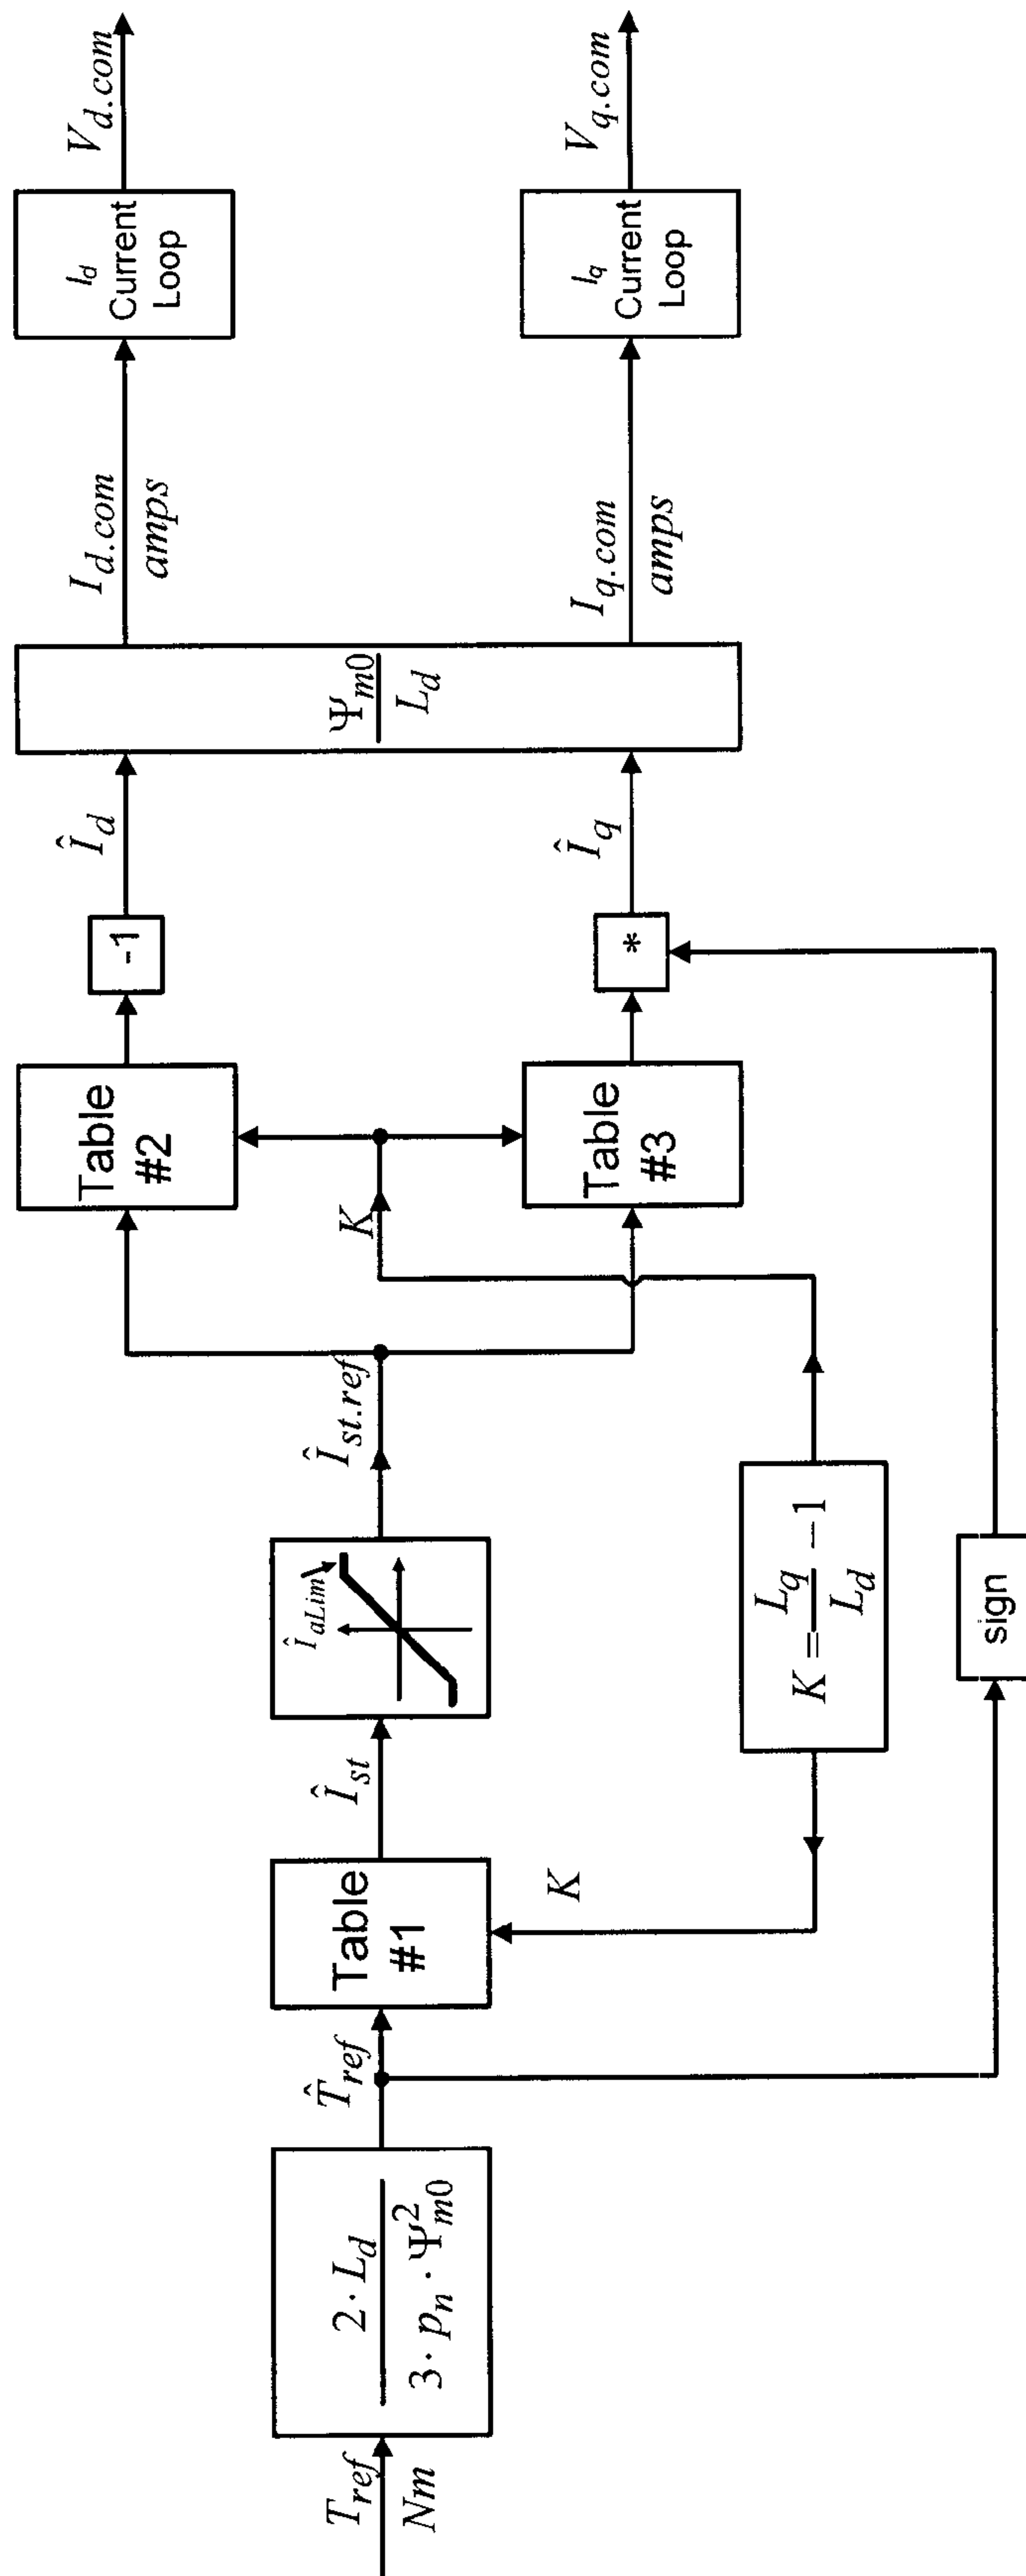 T_ref
Nm
2 · L_d
3 · p_n · Ψ²_m0
T̂_ref
Table
#1
K
Î_st
Î_aLim
Î_st.ref
K = L_q / L_d − 1
sign
K
Table
#2
Table
#3
-1
*
Î_d
Î_q
Ψ_m0
L_d
I_d.com
amps
I_q.com
amps
I_d
Current
Loop
I_q
Current
Loop
V_d.com
V_q.com